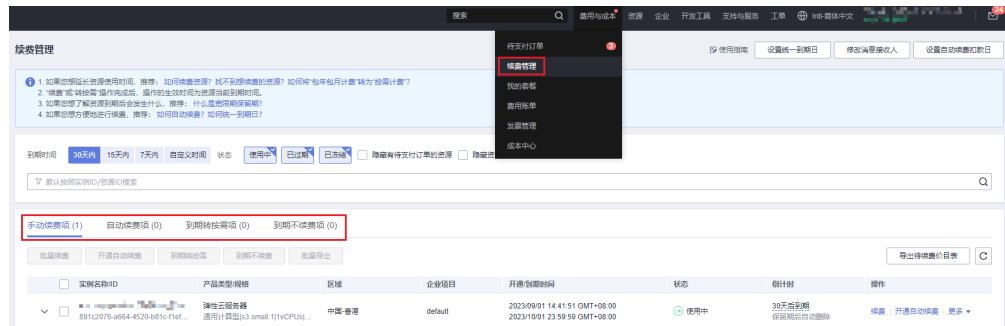 搜索 费用与成本 资源 企业 开发工具 支持与服务 工单 Intl-简体中文 24
续费管理
使用指南 设置统一到期日 修改消息接收人 设置自动续费扣款日
待支付订单 3
续费管理
我的套餐
费用账单
发票管理
成本中心
1. 如果您想延长资源使用时间，推荐： 如何续费资源？找不到想续费的资源？如何将“包年包月计费”转为“按需计费”？
2. “续费”或“转按需”操作完成后，操作的生效时间为资源当前到期时间。
3. 如果您想了解资源到期后会发生什么，推荐： 什么是宽限期保留期？
4. 如果您想方便地进行续费，推荐： 如何自动续费？如何统一到期日？
到期时间 30天内 15天内 7天内 自定义时间 状态 使用中 已过期 已冻结 隐藏有待支付订单的资源 隐藏资
默认按照实例ID/资源ID搜索
手动续费项 (1) 自动续费项 (0) 到期转按需项 (0) 到期不续费项 (0)
批量续费 开通自动续费 到期转按需 到期不续费 批量导出 导出待续费价目表
实例名称/ID 产品类型/规格 区域 企业项目 开通/到期时间 状态 倒计时 操作
弹性云服务器 中国-香港 default 2023/09/01 14:41:51 GMT+08:00 使用中 30天后到期 续费 开通自动续费 更多
891c2076-a664-4520-b81c-f1ef... 通用计算型|s3.small.1|1vCPUs|... 2023/10/01 23:59:59 GMT+08:00 保留期后自动删除